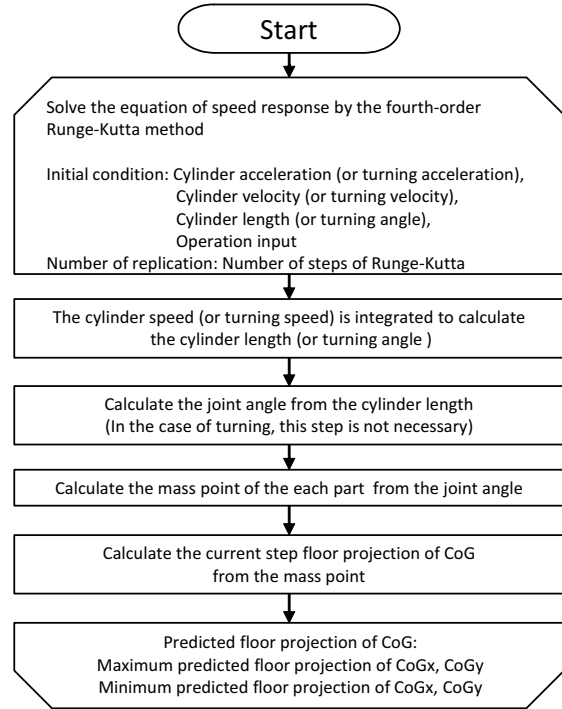 Start
Solve the equation of speed response by the fourth-order
Runge-Kutta method
Initial condition: Cylinder acceleration (or turning acceleration),
Cylinder velocity (or turning velocity),
Cylinder length (or turning angle),
Operation input
Number of replication: Number of steps of Runge-Kutta
The cylinder speed (or turning speed) is integrated to calculate
the cylinder length (or turning angle )
Calculate the joint angle from the cylinder length
(In the case of turning, this step is not necessary)
Calculate the mass point of the each part from the joint angle
Calculate the current step floor projection of CoG
from the mass point
Predicted floor projection of CoG:
Maximum predicted floor projection of CoGx, CoGy
Minimum predicted floor projection of CoGx, CoGy